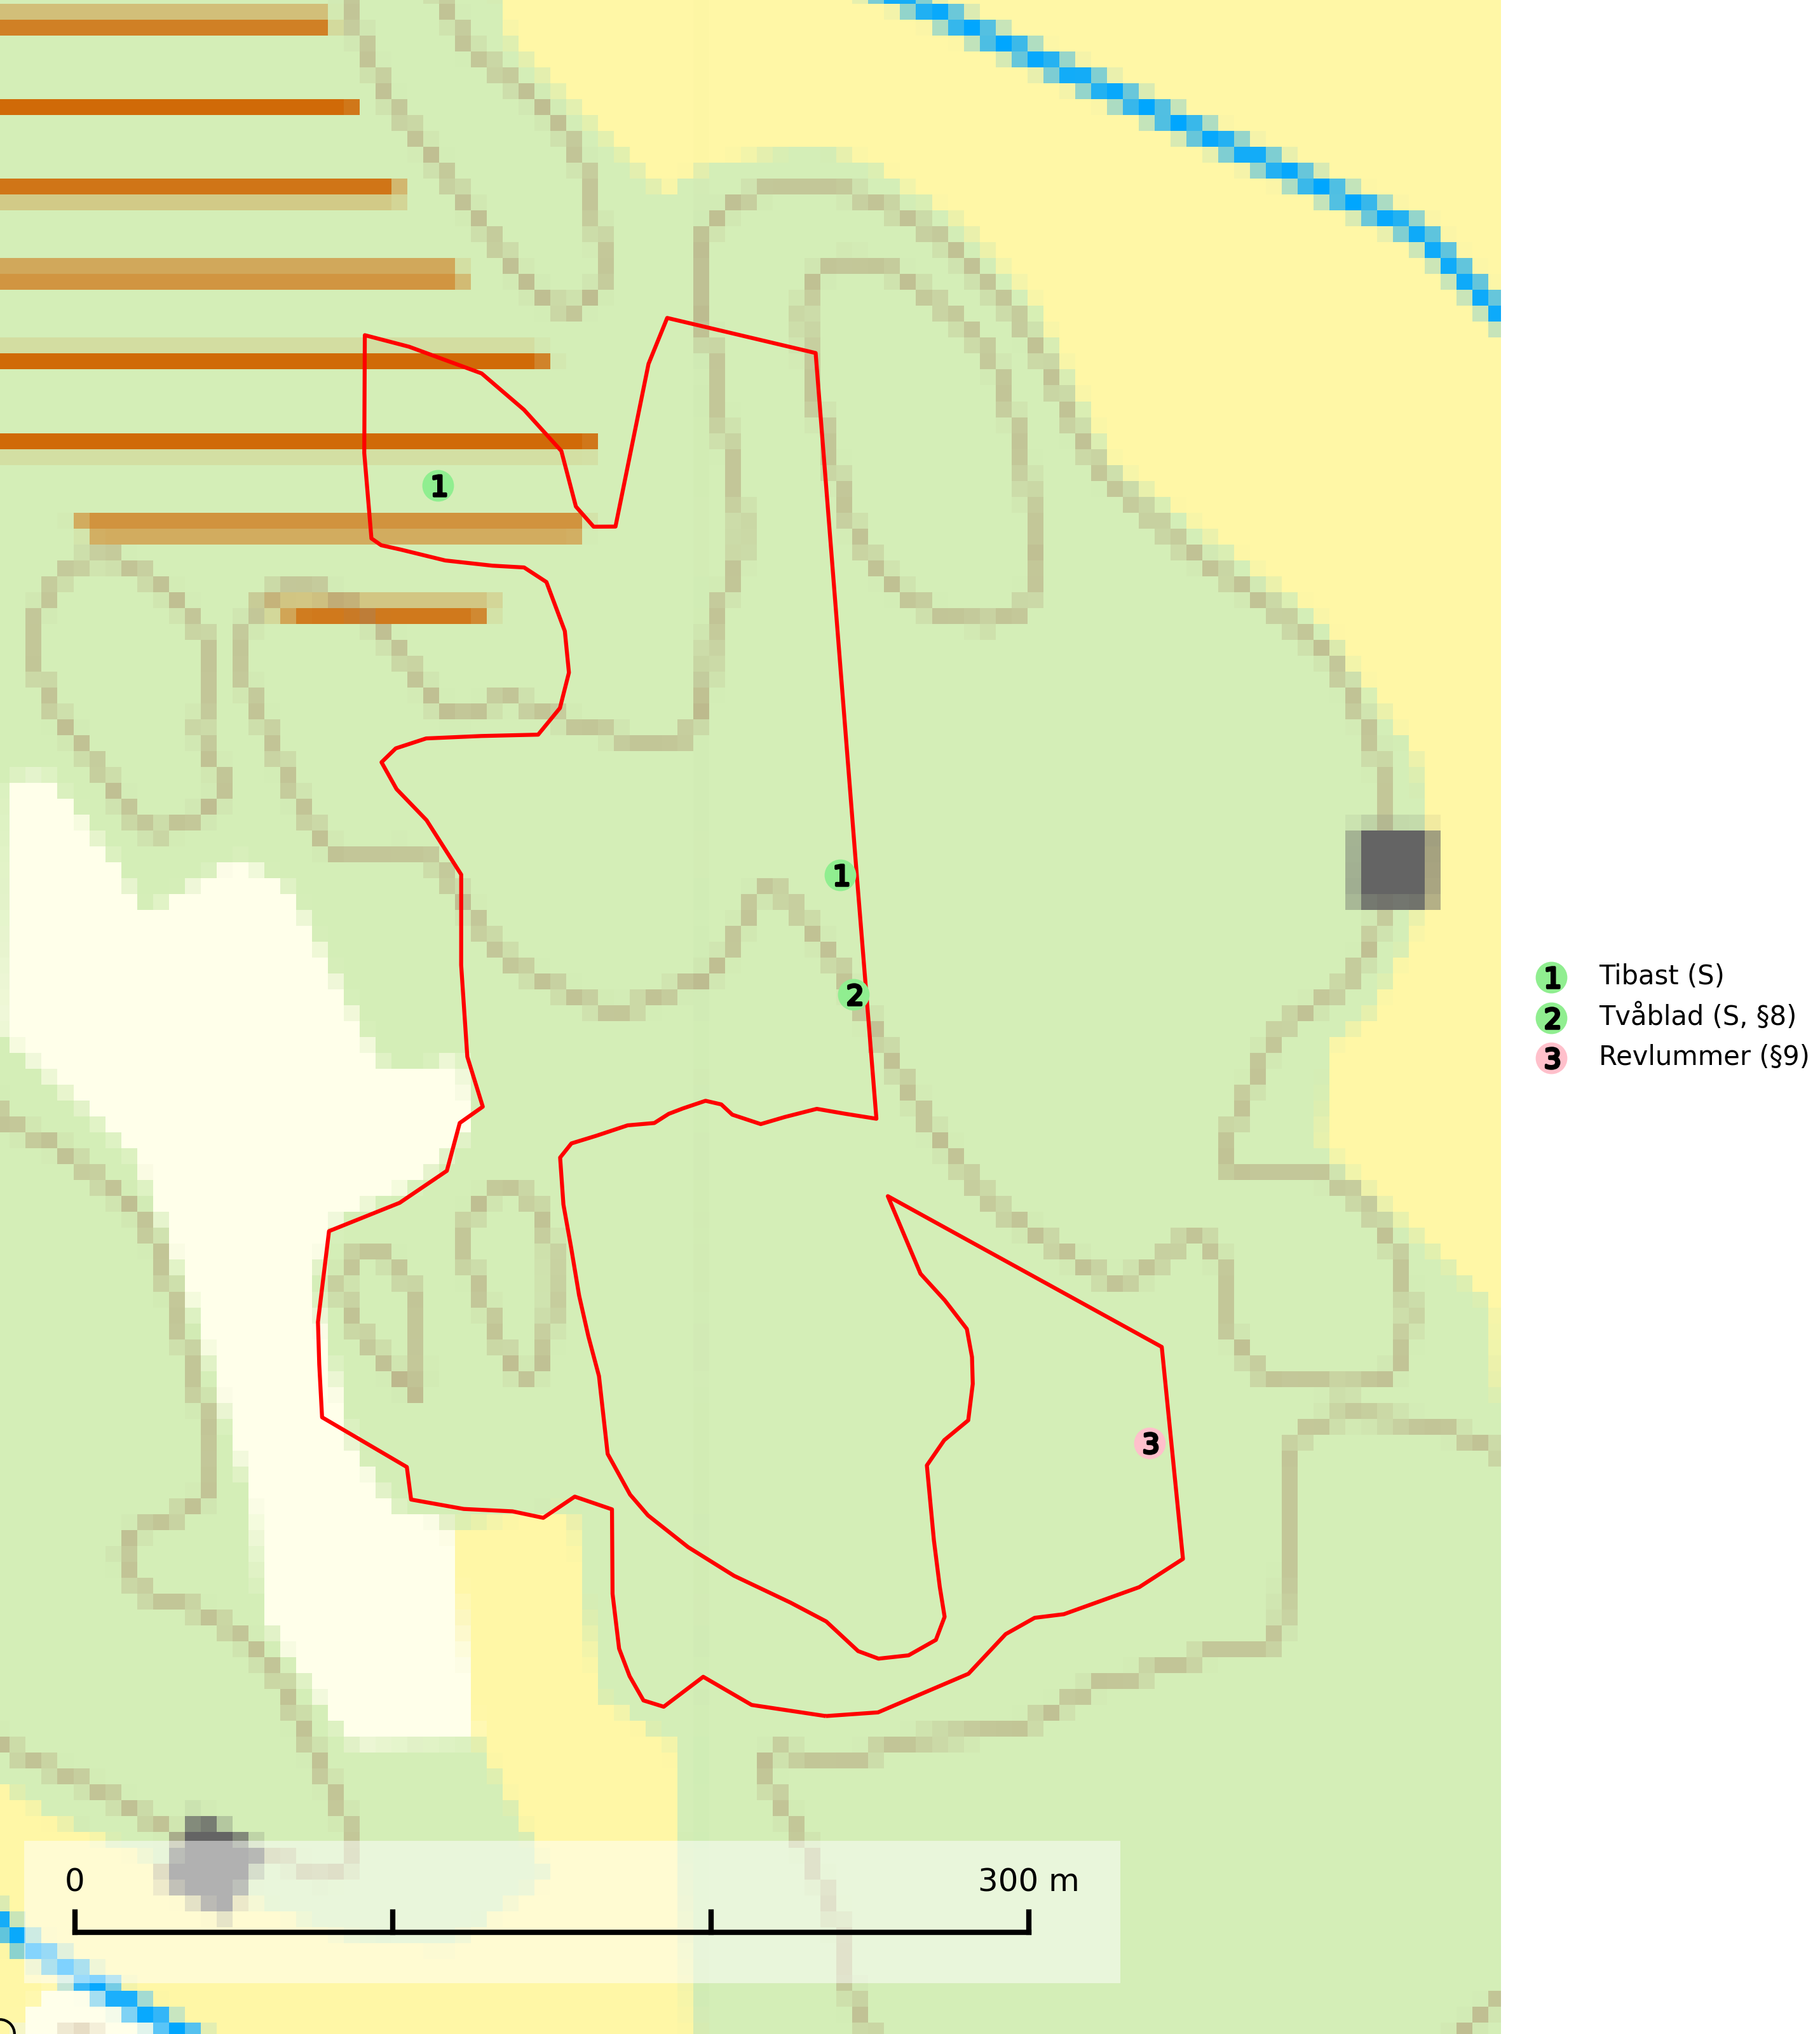 1
1
2
3
1 Tibast (S)
2 Tvåblad (S, §8)
3 Revlummer (§9)
0 300 m